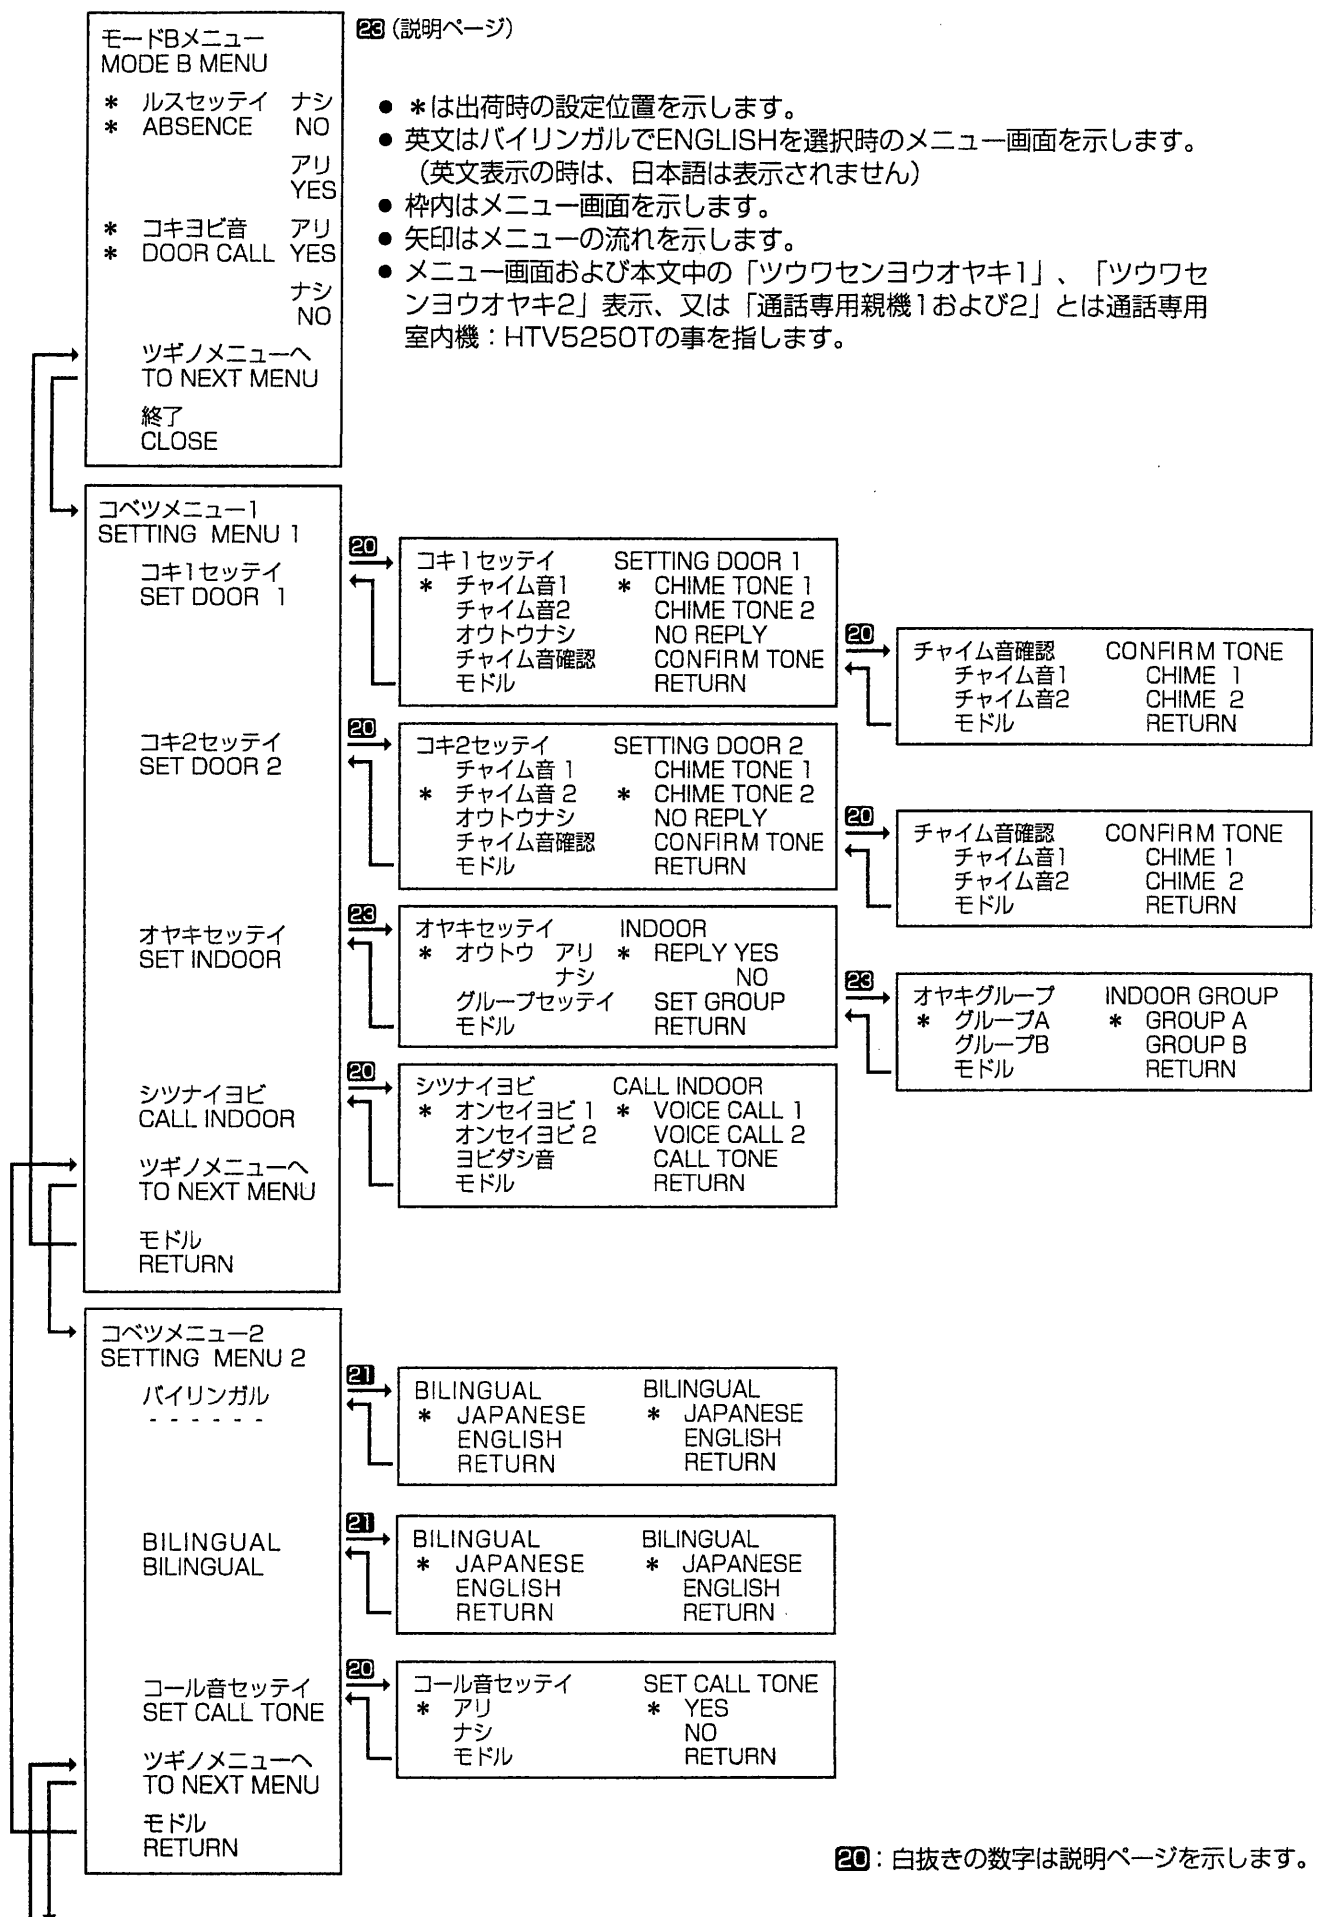 モードBメニュー
MODE B MENU
* ルスセッテイ ナシ
* ABSENCE NO
アリ
YES
* コキヨビ音 アリ
* DOOR CALL YES
ナシ
NO
ツギノメニューへ
TO NEXT MENU
終了
CLOSE
23 (説明ページ)
● *は出荷時の設定位置を示します。
● 英文はバイリンガルでENGLISHを選択時のメニュー画面を示します。
(英文表示の時は、日本語は表示されません)
● 枠内はメニュー画面を示します。
● 矢印はメニューの流れを示します。
● メニュー画面および本文中の「ツウワセンヨウオヤキ1」、「ツウワセ
ンヨウオヤキ2」表示、又は「通話専用親機1および2」とは通話専用
室内機：HTV5250Tの事を指します。
コベツメニュー1
SETTING MENU 1
コキ1セッテイ
SET DOOR 1
20
コキ1セッテイ SETTING DOOR 1
* チャイム音1 * CHIME TONE 1
チャイム音2 CHIME TONE 2
オウトウナシ NO REPLY
チャイム音確認 CONFIRM TONE
モドル RETURN
20
チャイム音確認 CONFIRM TONE
チャイム音1 CHIME 1
チャイム音2 CHIME 2
モドル RETURN
コキ2セッテイ
SET DOOR 2
20
コキ2セッテイ SETTING DOOR 2
チャイム音 1 CHIME TONE 1
* チャイム音 2 * CHIME TONE 2
オウトウナシ NO REPLY
チャイム音確認 CONFIRM TONE
モドル RETURN
20
チャイム音確認 CONFIRM TONE
チャイム音1 CHIME 1
チャイム音2 CHIME 2
モドル RETURN
オヤキセッテイ
SET INDOOR
23
オヤキセッテイ INDOOR
* オウトウ アリ * REPLY YES
ナシ NO
グループセッテイ SET GROUP
モドル RETURN
23
オヤキグループ INDOOR GROUP
* グループA * GROUP A
グループB GROUP B
モドル RETURN
シツナイヨビ
CALL INDOOR
20
シツナイヨビ CALL INDOOR
* オンセイヨビ 1 * VOICE CALL 1
オンセイヨビ 2 VOICE CALL 2
ヨビダシ音 CALL TONE
モドル RETURN
ツギノメニューへ
TO NEXT MENU
モドル
RETURN
コベツメニュー2
SETTING MENU 2
バイリンガル
- - - - - -
21
BILINGUAL BILINGUAL
* JAPANESE * JAPANESE
ENGLISH ENGLISH
RETURN RETURN
BILINGUAL
BILINGUAL
21
BILINGUAL BILINGUAL
* JAPANESE * JAPANESE
ENGLISH ENGLISH
RETURN RETURN
コール音セッテイ
SET CALL TONE
20
コール音セッテイ SET CALL TONE
* アリ * YES
ナシ NO
モドル RETURN
ツギノメニューへ
TO NEXT MENU
モドル
RETURN
20：白抜きの数字は説明ページを示します。